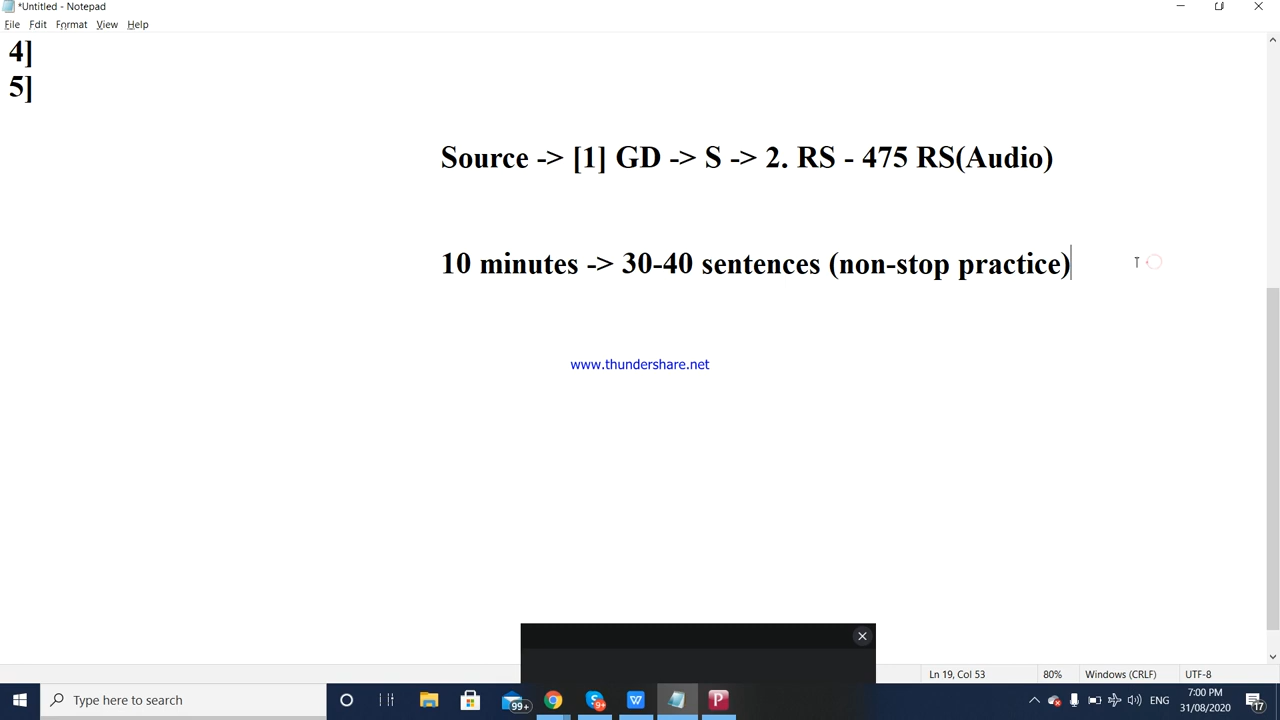 *Untitled - Notepad
File Edit Format View Help
4]
5]
Source -> [1] GD -> S -> 2. RS - 475 RS(Audio)
10 minutes -> 30-40 sentences (non-stop practice)
www.thundershare.net
Ln 19, Col 53 80% Windows (CRLF) UTF-8
Type here to search 99+ 9+ W P ENG 7:00 PM 31/08/2020 17